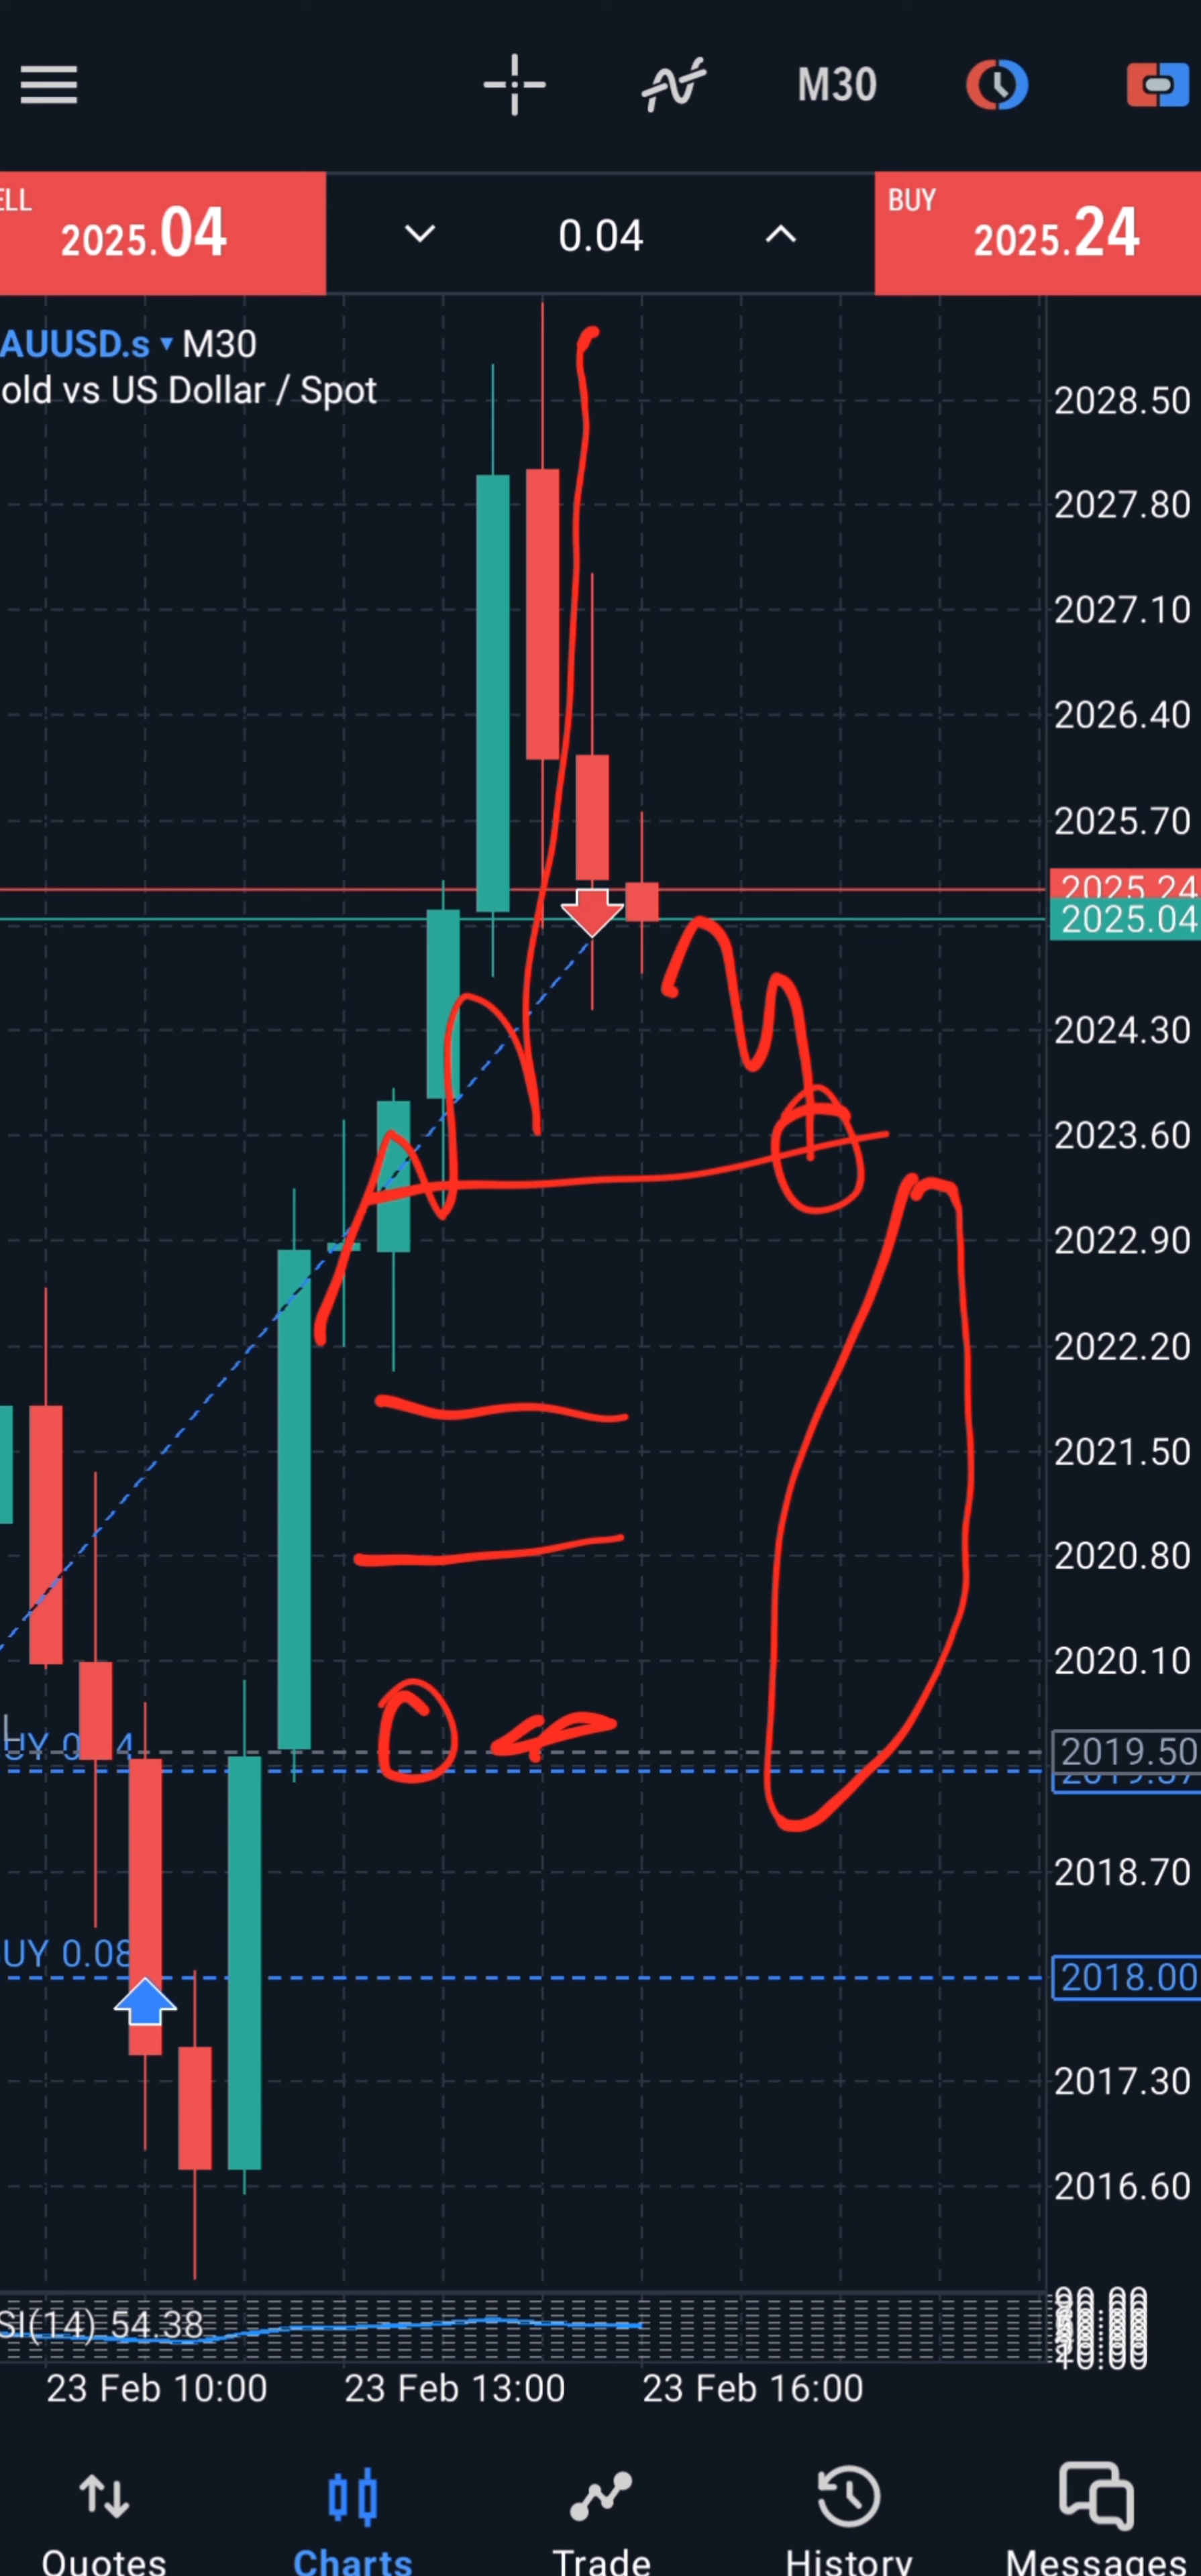 M30
ELL
2025.04
0.04
BUY
2025.24
AUUSD.s M30
old vs US Dollar / Spot
2028.50
2027.80
2027.10
2026.40
2025.70
2025.24
2025.04
2024.30
2023.60
2022.90
2022.20
2021.50
2020.80
2020.10
2019.50
2018.70
UY 0.08
2018.00
2017.30
2016.60
SI(14) 54.38
23 Feb 10:00
23 Feb 13:00
23 Feb 16:00
Quotes
Charts
Trade
History
Messages